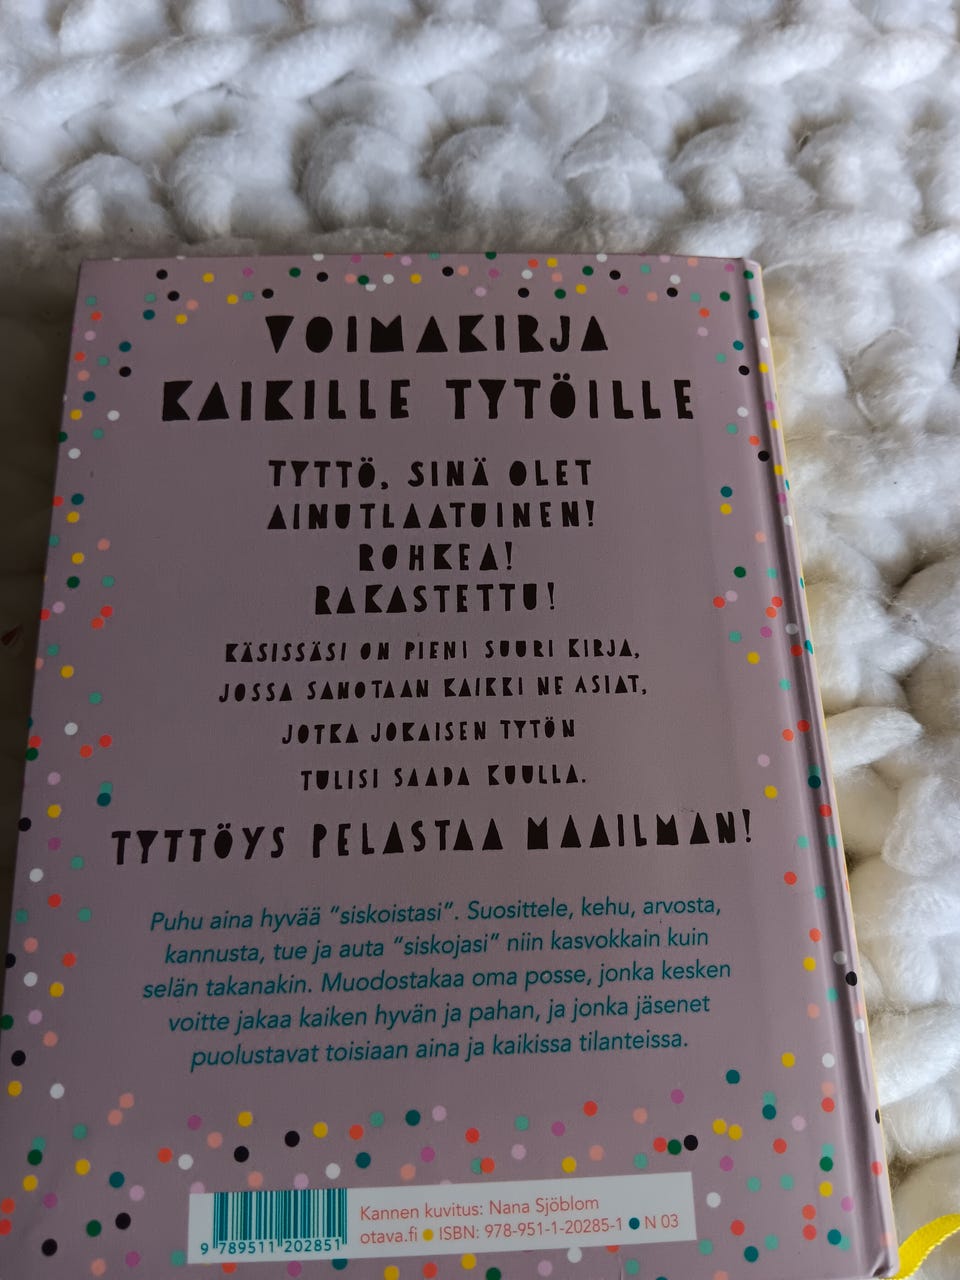 VOIMAKIRJA
KAIKILLE TYTÖILLE
TYTTÖ, SINÄ OLET
AINUTLAATUINEN!
ROHKEA!
RAKASTETTU!
KÄSISSÄSI ON PIENI SUURI KIRJA,
JOSSA SANOTAAN KAIKKI NE ASIAT,
JOTKA JOKAISEN TYTÖN
TULISI SAADA KUULLA.
TYTTÖYS PELASTAA MAAILMAN!
Puhu aina hyvää ”siskoistasi”. Suosittele, kehu, arvosta,
kannusta, tue ja auta ”siskojasi” niin kasvokkain kuin
selän takanakin. Muodostakaa oma posse, jonka kesken
voitte jakaa kaiken hyvän ja pahan, ja jonka jäsenet
puolustavat toisiaan aina ja kaikissa tilanteissa.
Kannen kuvitus: Nana Sjöblom
otava.fi ● ISBN: 978-951-1-20285-1 ● N 03
9 789511 202851